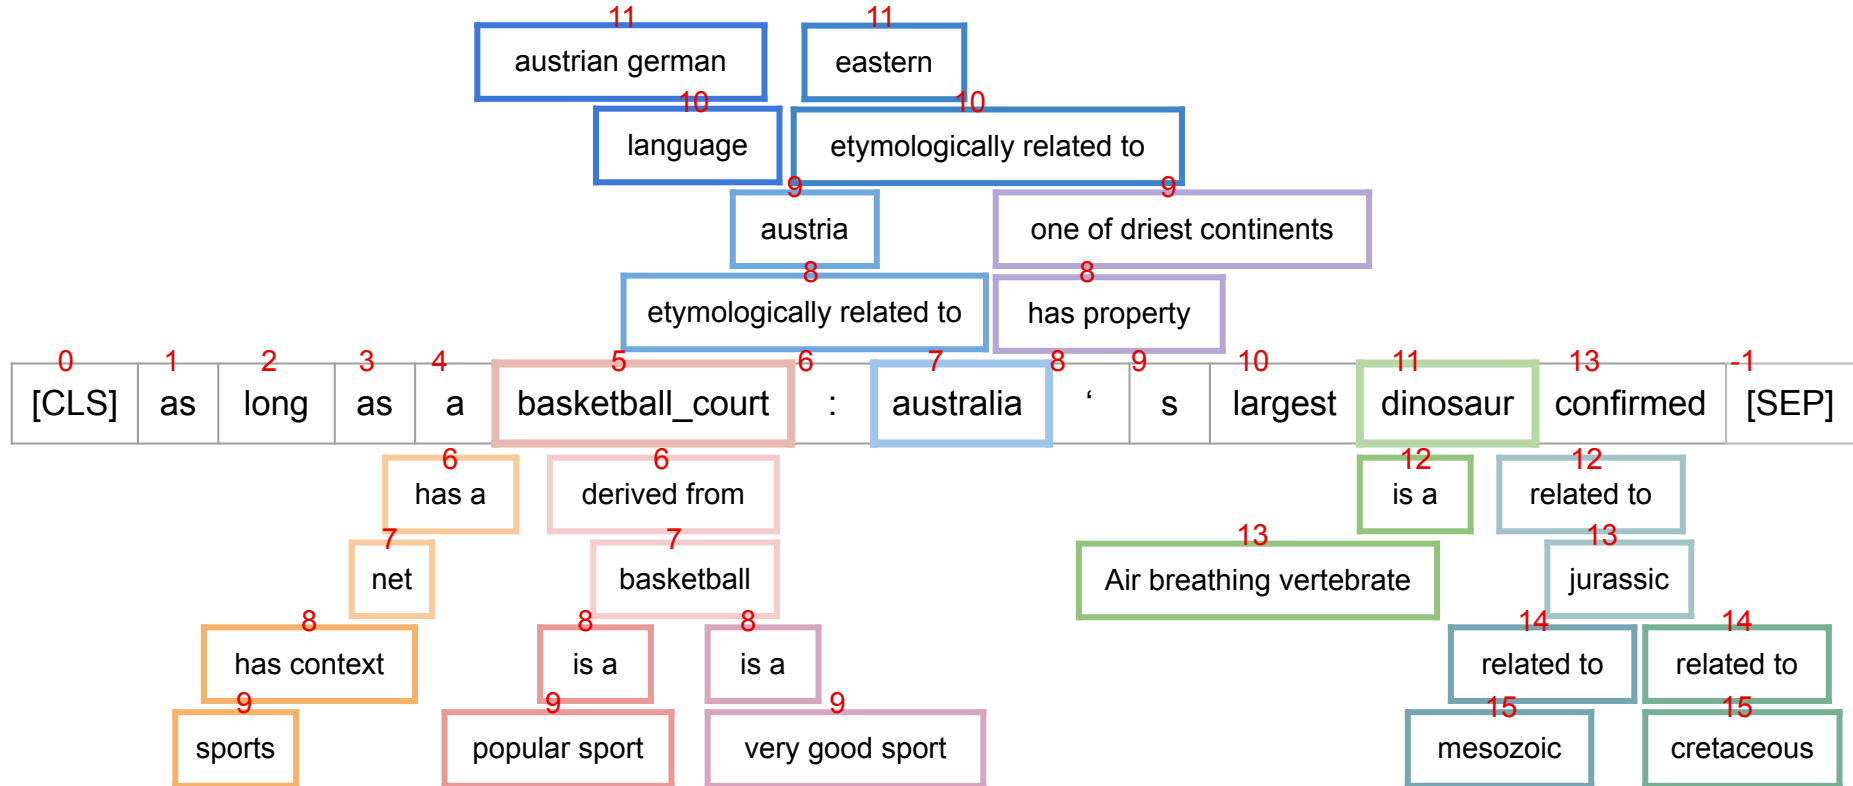 11 11
austrian german eastern
10 10
language etymologically related to
9 9
austria one of driest continents
8 8
etymologically related to has property
0 1 2 3 4 5 6 7 8 9 10 11 13 -1
[CLS] as long as a basketball_court : australia ‘ s largest dinosaur confirmed [SEP]
6 6 12 12
has a derived from is a related to
7 7 13 13
net basketball Air breathing vertebrate jurassic
8 8 8 14 14
has context is a is a related to related to
9 9 9 15 15
sports popular sport very good sport mesozoic cretaceous